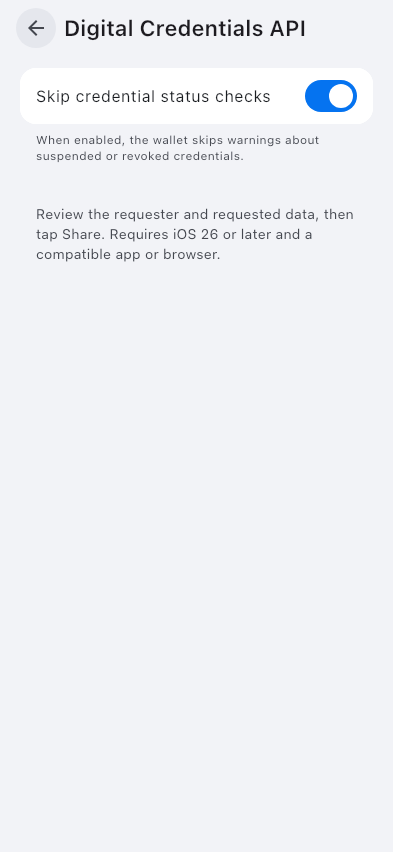 Digital Credentials API
Skip credential status checks
When enabled, the wallet skips warnings about
suspended or revoked credentials.
Review the requester and requested data, then
tap Share. Requires iOS 26 or later and a
compatible app or browser.